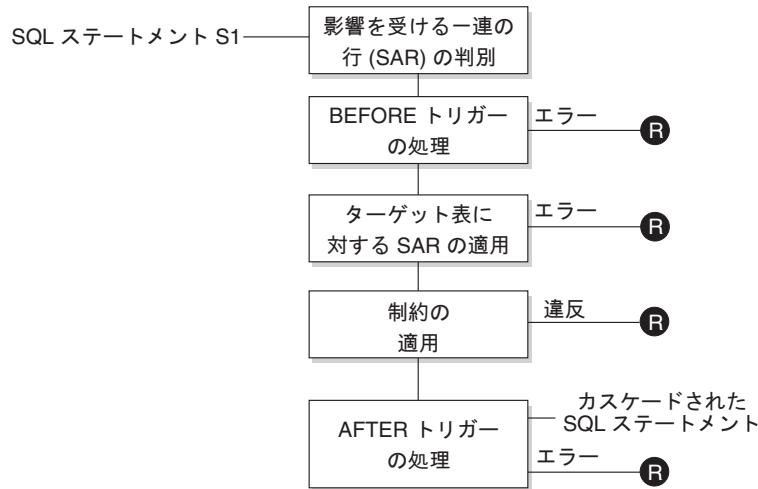 SQL ステートメント S1
影響を受ける一連の
行 (SAR) の判別
BEFORE トリガー
の処理
エラー
R
ターゲット表に
対する SAR の適用
エラー
R
制約の
適用
違反
R
AFTER トリガー
の処理
カスケードされた
SQL ステートメント
エラー
R